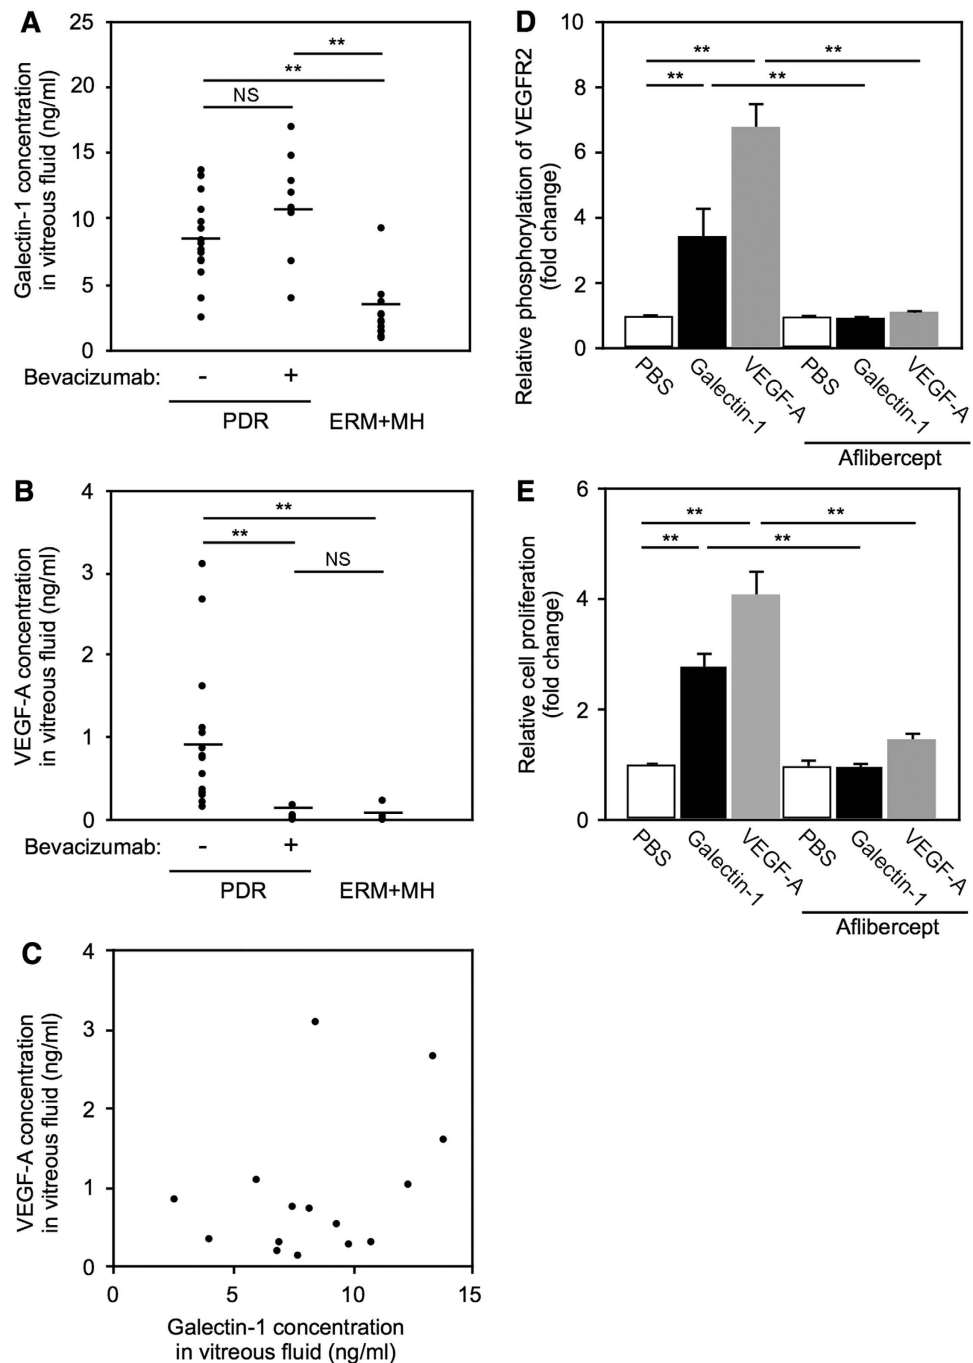 A
Galectin-1 concentration
in vitreous fluid (ng/ml)
25
20
15
10
5
0
**
**
NS
Bevacizumab: - +
PDR ERM+MH
B
VEGF-A concentration
in vitreous fluid (ng/ml)
4
3
2
1
0
**
**
NS
Bevacizumab: - +
PDR ERM+MH
C
VEGF-A concentration
in vitreous fluid (ng/ml)
4
3
2
1
0
0 5 10 15
Galectin-1 concentration
in vitreous fluid (ng/ml)
D
Relative phosphorylation of VEGFR2
(fold change)
10
8
6
4
2
0
** **
** **
PBS Galectin-1 VEGF-A PBS Galectin-1 VEGF-A
Aflibercept
E
Relative cell proliferation
(fold change)
6
4
2
0
** **
** **
PBS Galectin-1 VEGF-A PBS Galectin-1 VEGF-A
Aflibercept